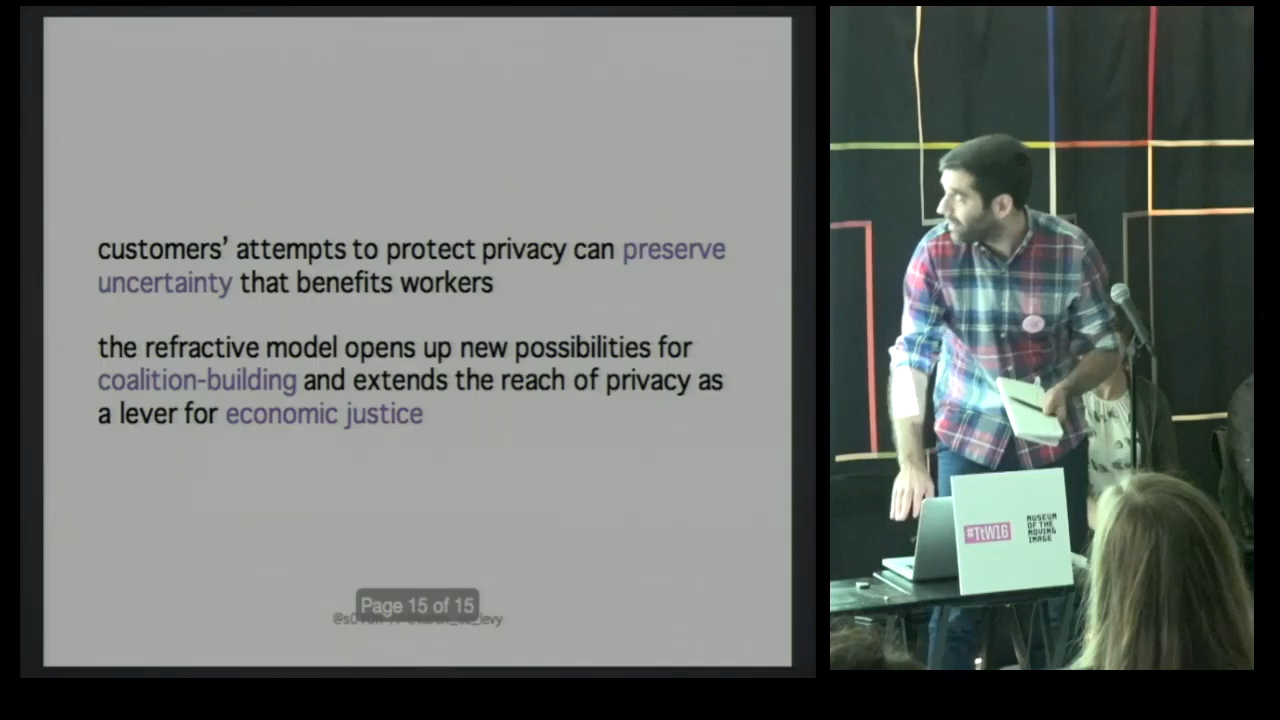 customers’ attempts to protect privacy can preserve
uncertainty that benefits workers
the refractive model opens up new possibilities for
coalition-building and extends the reach of privacy as
a lever for economic justice
Page 15 of 15
#TtW16
MUSEUM
OF THE
MOVING
IMAGE